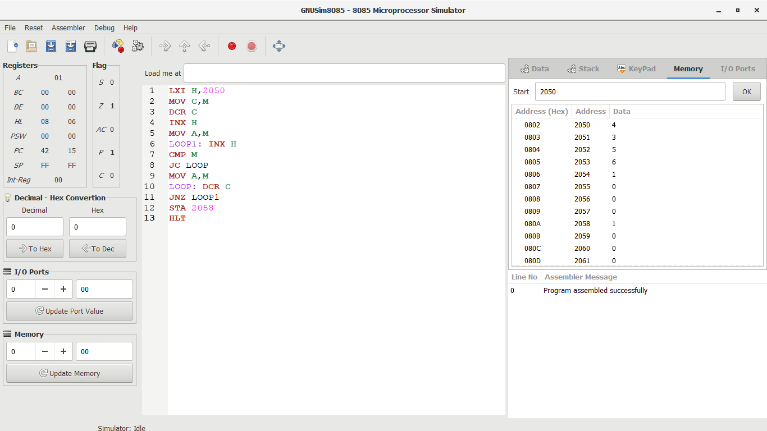 GNUSim8085 - 8085 Microprocessor Simulator
File Reset Assembler Debug Help
Registers Flag
A 01
BC 00 00
DE 00 00
HL 08 06
PSW 00 00
PC 42 15
SP FF FF
Int-Reg 00
S 0
Z 1
AC 0
P 1
C 0
Decimal - Hex Convertion
Decimal Hex
0 0
To Hex To Dec
I/O Ports
0 − + 00
Update Port Value
Memory
0 − + 00
Update Memory
Load me at
1 LXI H,2050
2 MOV C,M
3 DCR C
4 INX H
5 MOV A,M
6 LOOP1: INX H
7 CMP M
8 JC LOOP
9 MOV A,M
10 LOOP: DCR C
11 JNZ LOOP1
12 STA 2058
13 HLT
Data Stack KeyPad Memory I/O Ports
Start 2050 OK
Address (Hex) Address Data
0802 2050 4
0803 2051 3
0804 2052 5
0805 2053 6
0806 2054 1
0807 2055 0
0808 2056 0
0809 2057 0
080A 2058 1
080B 2059 0
080C 2060 0
080D 2061 0
Line No Assembler Message
0 Program assembled successfully
Simulator: Idle